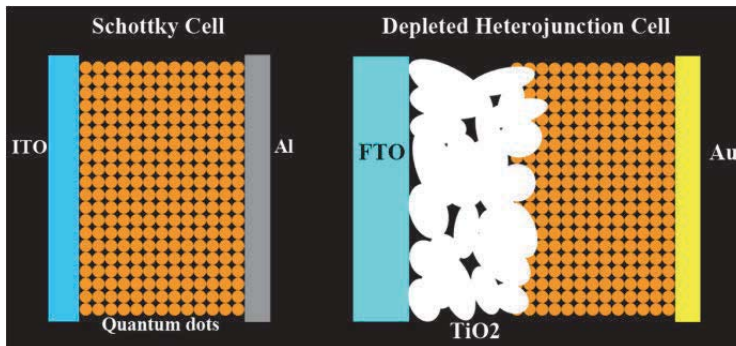 Schottky Cell
Depleted Heterojunction Cell
ITO
Al
FTO
Au
Quantum dots
TiO2